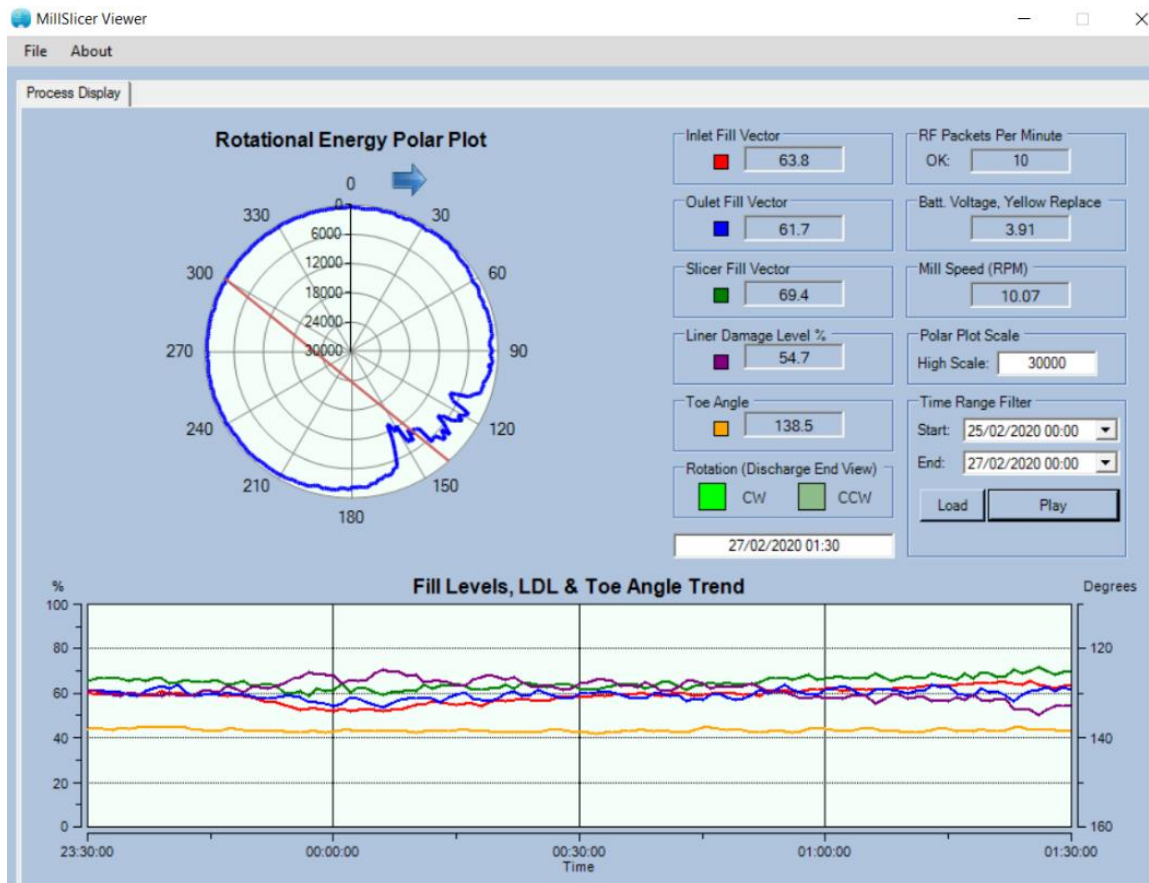 MillSlicer Viewer
File About
Process Display
Rotational Energy Polar Plot
0
30
60
90
120
150
180
210
240
270
300
330
0
6000
12000
18000
24000
30000
Inlet Fill Vector
63.8
Oulet Fill Vector
61.7
Slicer Fill Vector
69.4
Liner Damage Level %
54.7
Toe Angle
138.5
Rotation (Discharge End View)
CW CCW
27/02/2020 01:30
RF Packets Per Minute
OK: 10
Batt. Voltage, Yellow Replace
3.91
Mill Speed (RPM)
10.07
Polar Plot Scale
High Scale: 30000
Time Range Filter
Start: 25/02/2020 00:00
End: 27/02/2020 00:00
Load Play
Fill Levels, LDL & Toe Angle Trend
%
100
80
60
40
20
0
Degrees
120
140
160
23:30:00 00:00:00 00:30:00 01:00:00 01:30:00
Time